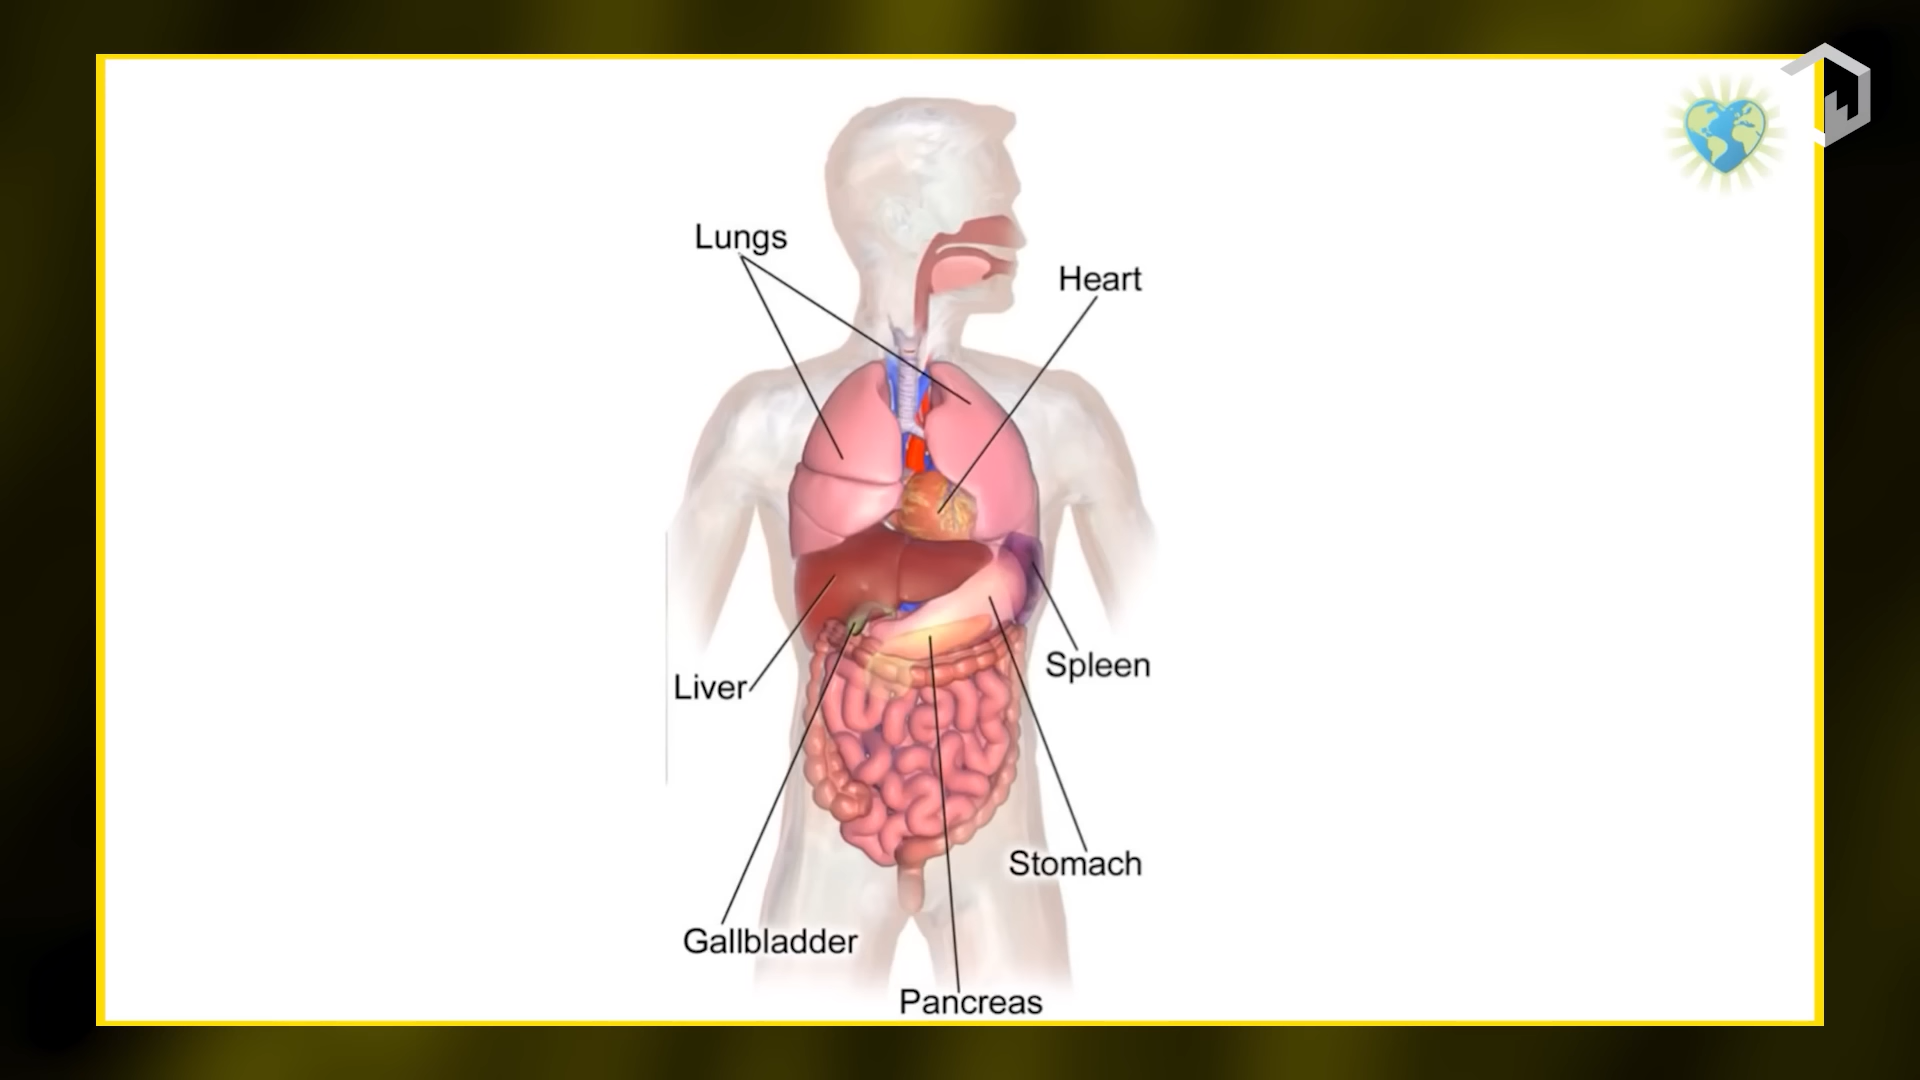 Lungs
Heart
Liver
Spleen
Stomach
Gallbladder
Pancreas